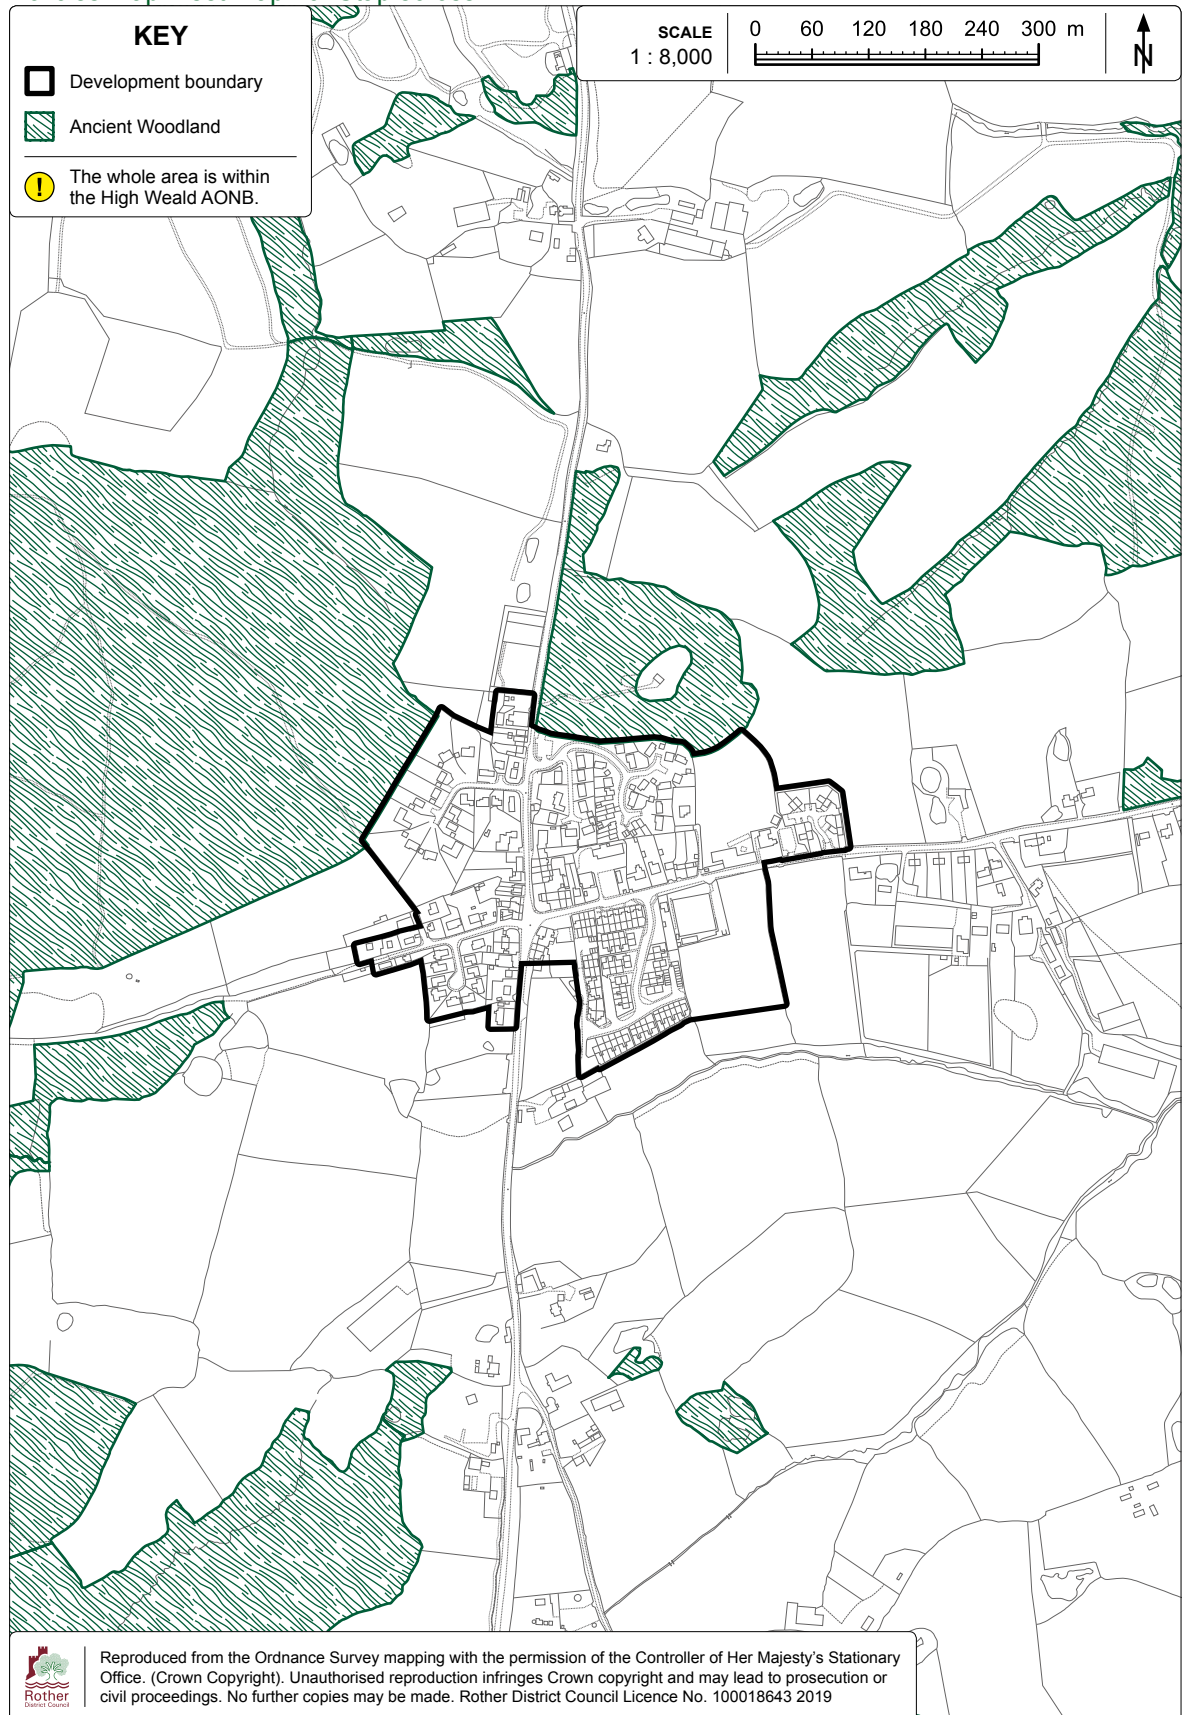 KEY
Development boundary
Ancient Woodland
!
The whole area is within
the High Weald AONB.
SCALE
1 : 8,000
0 60 120 180 240 300 m
N
Rother
District Council
Reproduced from the Ordnance Survey mapping with the permission of the Controller of Her Majesty's Stationary
Office. (Crown Copyright). Unauthorised reproduction infringes Crown copyright and may lead to prosecution or
civil proceedings. No further copies may be made. Rother District Council Licence No. 100018643 2019